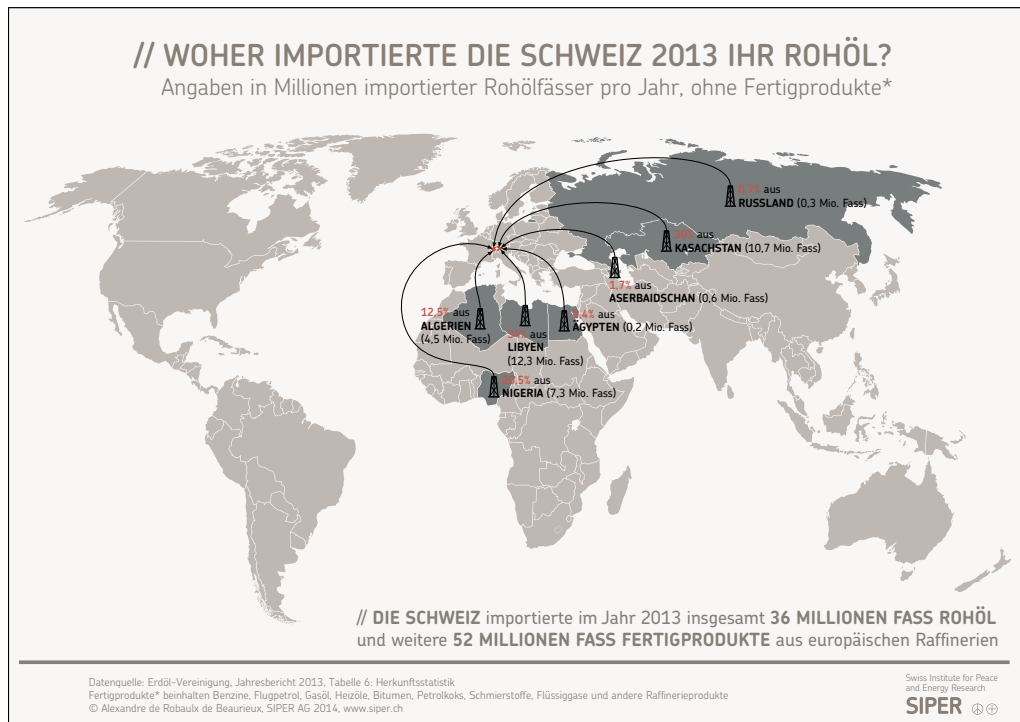 // WOHER IMPORTIERTE DIE SCHWEIZ 2013 IHR ROHÖL?
Angaben in Millionen importierter Rohölfässer pro Jahr, ohne Fertigprodukte*
0,7% aus
RUSSLAND (0,3 Mio. Fass)
30% aus
KASACHSTAN (10,7 Mio. Fass)
1,7% aus
ASERBAIDSCHAN (0,6 Mio. Fass)
12,5% aus
ALGERIEN
(4,5 Mio. Fass)
34% aus
LIBYEN
(12,3 Mio. Fass)
0,4% aus
ÄGYPTEN (0,2 Mio. Fass)
aus
NIGERIA (7,3 Mio. Fass)
// DIE SCHWEIZ importierte im Jahr 2013 insgesamt 36 MILLIONEN FASS ROHÖL
und weitere 52 MILLIONEN FASS FERTIGPRODUKTE aus europäischen Raffinerien
Datenquelle: Erdöl-Vereinigung, Jahresbericht 2013, Tabelle 6: Herkunftsstatistik
Fertigprodukte* beinhalten Benzine, Flugpetrol, Gasöl, Heizöle, Bitumen, Petrolkoks, Schmierstoffe, Flüssiggase und andere Raffinerieprodukte
© Alexandre de Robaulx de Beaurieux, SIPER AG 2014, www.siper.ch
Swiss Institute for Peace
and Energy Research
SIPER